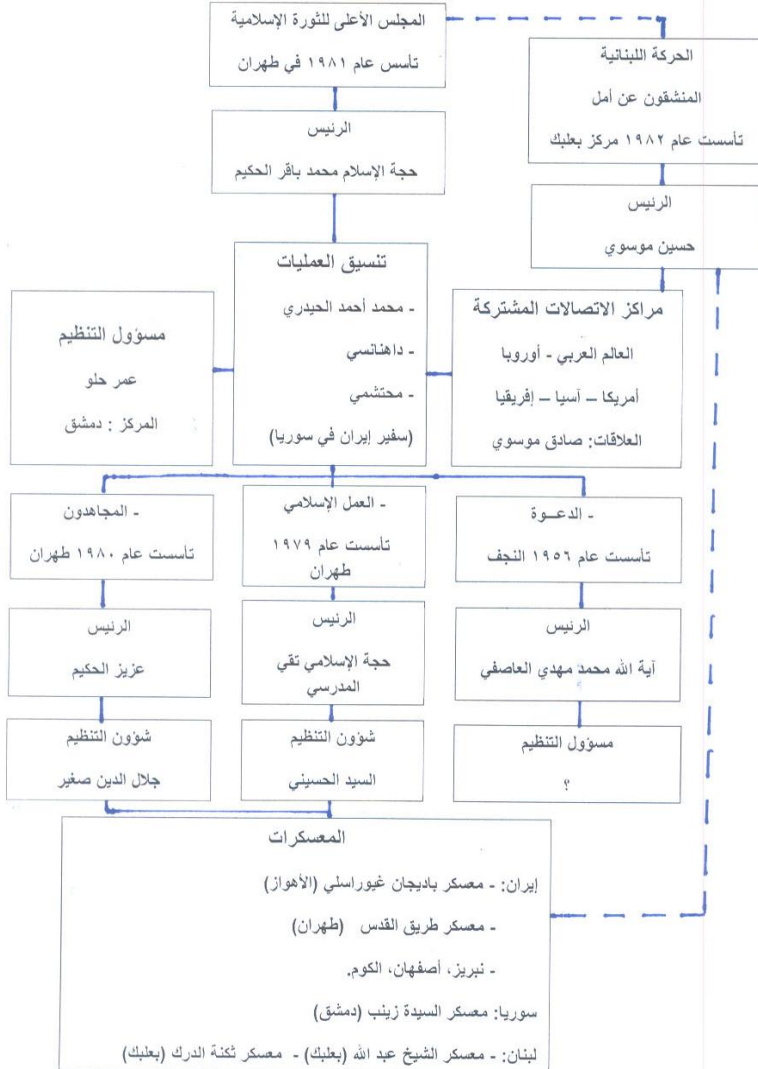 المجلس الأعلى للثورة الإسلامية
تأسس عام ١٩٨١ في طهران
الحركة اللبنانية
المنشقون عن أمل
تأسست عام ١٩٨٢ مركز بعلبك
الرئيس
حجة الإسلام محمد باقر الحكيم
الرئيس
حسين موسوي
تنسيق العمليات
- محمد أحمد الحيدري
- داهنانسي
- محتشمي
(سفير إيران في سوريا)
مراكز الاتصالات المشتركة
العالم العربي - أوروبا
أمريكا – آسيا – إفريقيا
العلاقات: صادق موسوي
مسؤول التنظيم
عمر حلو
المركز : دمشق
- الدعــوة
تأسست عام ١٩٥٦ النجف
- العمل الإسلامي
تأسست عام ١٩٧٩
طهران
- المجاهدون
تأسست عام ١٩٨٠ طهران
الرئيس
آية الله محمد مهدي العاصفي
الرئيس
حجة الإسلامي تقي
المدرسي
الرئيس
عزيز الحكيم
مسؤول التنظيم
؟
شؤون التنظيم
السيد الحسيني
شؤون التنظيم
جلال الدين صغير
المعسكرات
إيران: - معسكر باديجان غيوراسلي (الأهواز)
- معسكر طريق القدس (طهران)
- نبريز، أصفهان، الكوم.
سوريا: معسكر السيدة زينب (دمشق)
لبنان: - معسكر الشيخ عبد الله (بعلبك) - معسكر ثكنة الدرك (بعلبك)